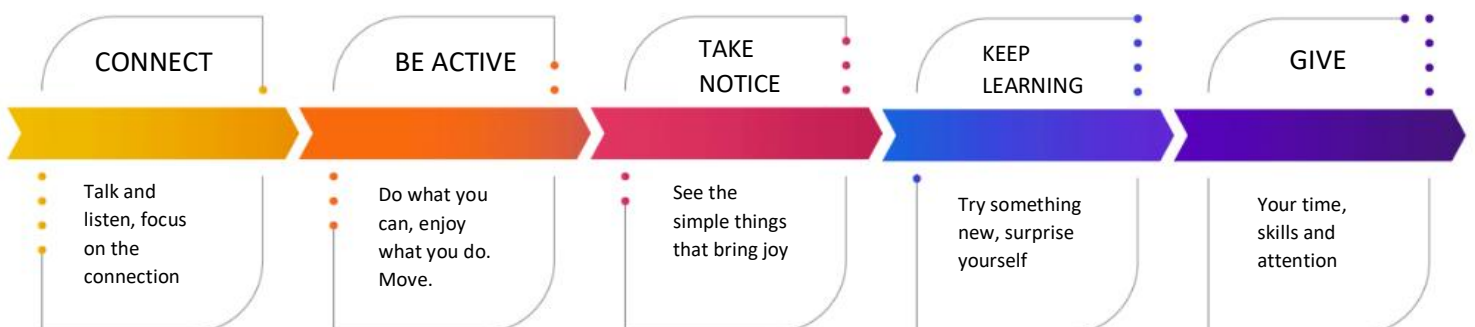 CONNECT
Talk and
listen, focus
on the
connection
BE ACTIVE
Do what you
can, enjoy
what you do.
Move.
TAKE
NOTICE
See the
simple things
that bring joy
KEEP
LEARNING
Try something
new, surprise
yourself
GIVE
Your time,
skills and
attention